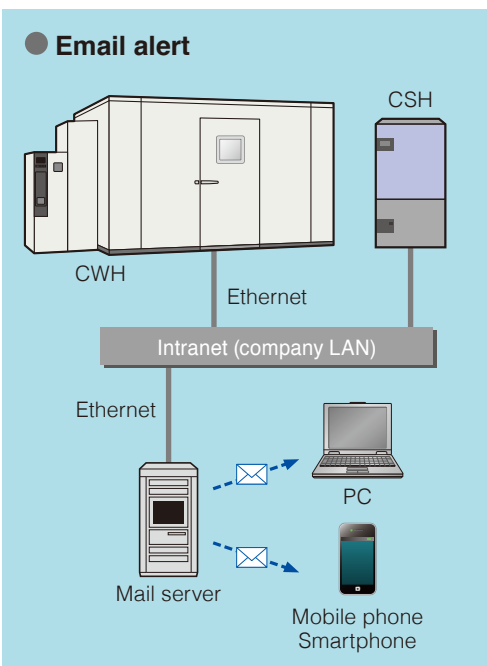 Email alert
CSH
CWH
Ethernet
Intranet (company LAN)
Ethernet
PC
Mail server
Mobile phone
Smartphone